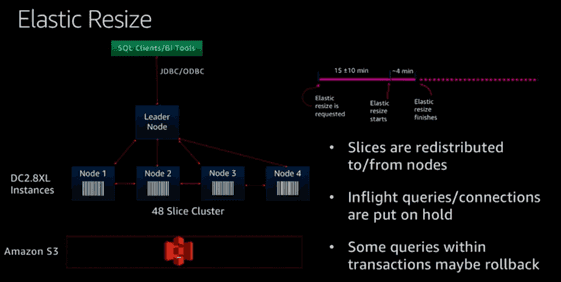 Elastic Resize
SQL Clients/BI Tools
JDBC/ODBC
Leader
Node
DC2.8XL
Instances
Node 1
Node 2
Node 3
Node 4
48 Slice Cluster
Amazon S3
15 ±10 min
~4 min
Elastic
resize is
requested
Elastic
resize
starts
Elastic
resize
finishes
• Slices are redistributed
to/from nodes
• Inflight queries/connections
are put on hold
• Some queries within
transactions maybe rollback